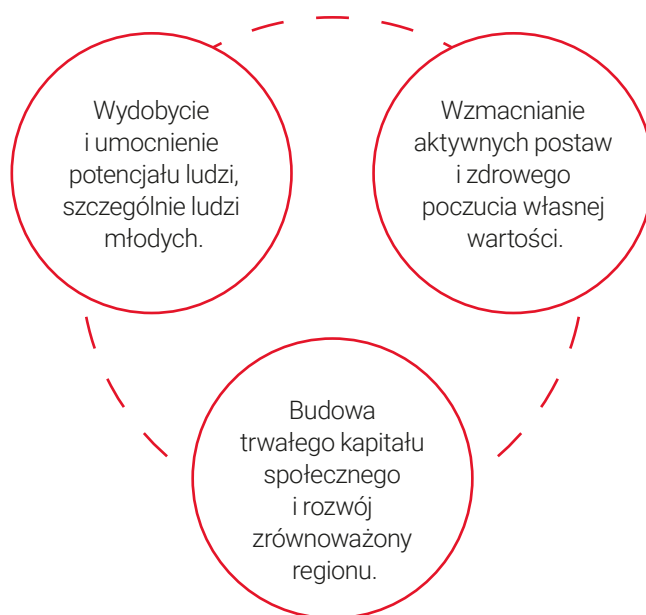 Wydobycie
i umocnienie
potencjału ludzi,
szczególnie ludzi
młodych.
Wzmacnianie
aktywnych postaw
i zdrowego
poczucia własnej
wartości.
Budowa
trwałego kapitału
społecznego
i rozwój
zrównoważony
regionu.